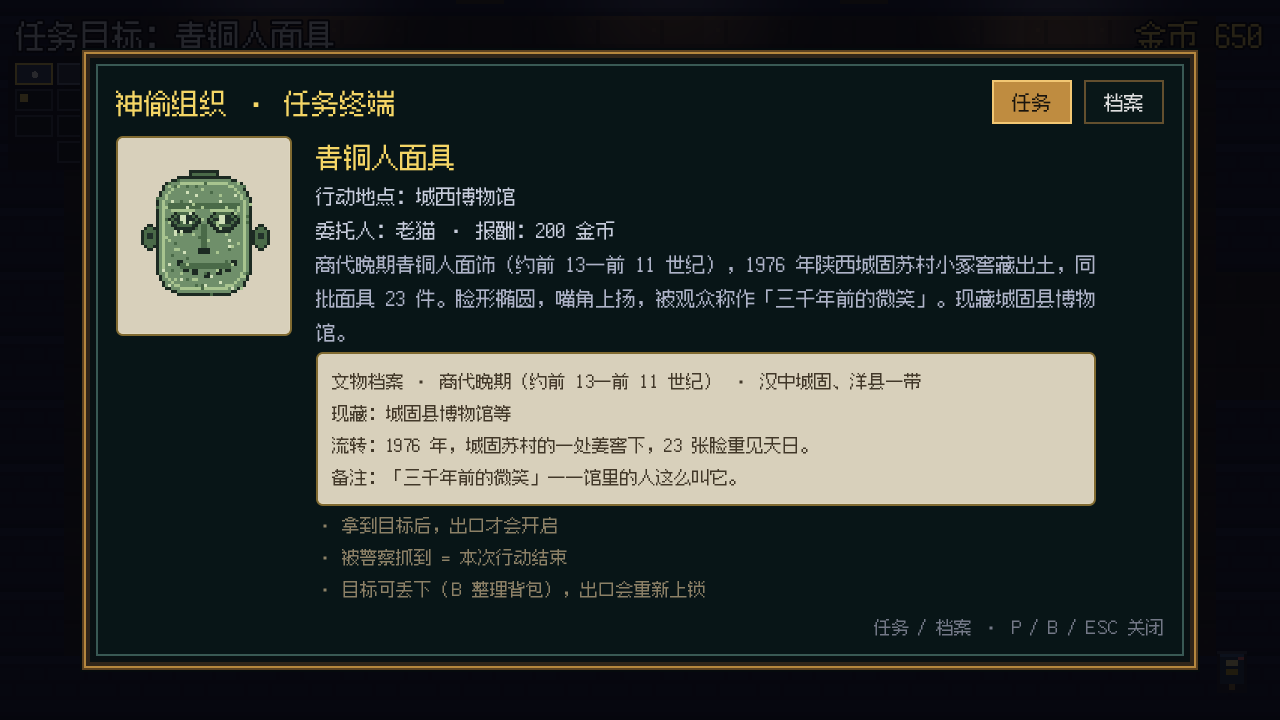 任务目标：青铜人面具
金币 650
神偷组织 · 任务终端
任务
档案
青铜人面具
行动地点：城西博物馆
委托人：老猫 · 报酬：200 金币
商代晚期青铜人面饰（约前 13—前 11 世纪），1976 年陕西城固苏村小冢窖藏出土，同
批面具 23 件。脸形椭圆，嘴角上扬，被观众称作「三千年前的微笑」。现藏城固县博物
馆。
文物档案 · 商代晚期（约前 13—前 11 世纪） · 汉中城固、洋县一带
现藏：城固县博物馆等
流转：1976 年，城固苏村的一处姜窖下，23 张脸重见天日。
备注：「三千年前的微笑」——馆里的人这么叫它。
· 拿到目标后，出口才会开启
· 被警察抓到 = 本次行动结束
· 目标可丢下（B 整理背包），出口会重新上锁
任务 / 档案 · P / B / ESC 关闭